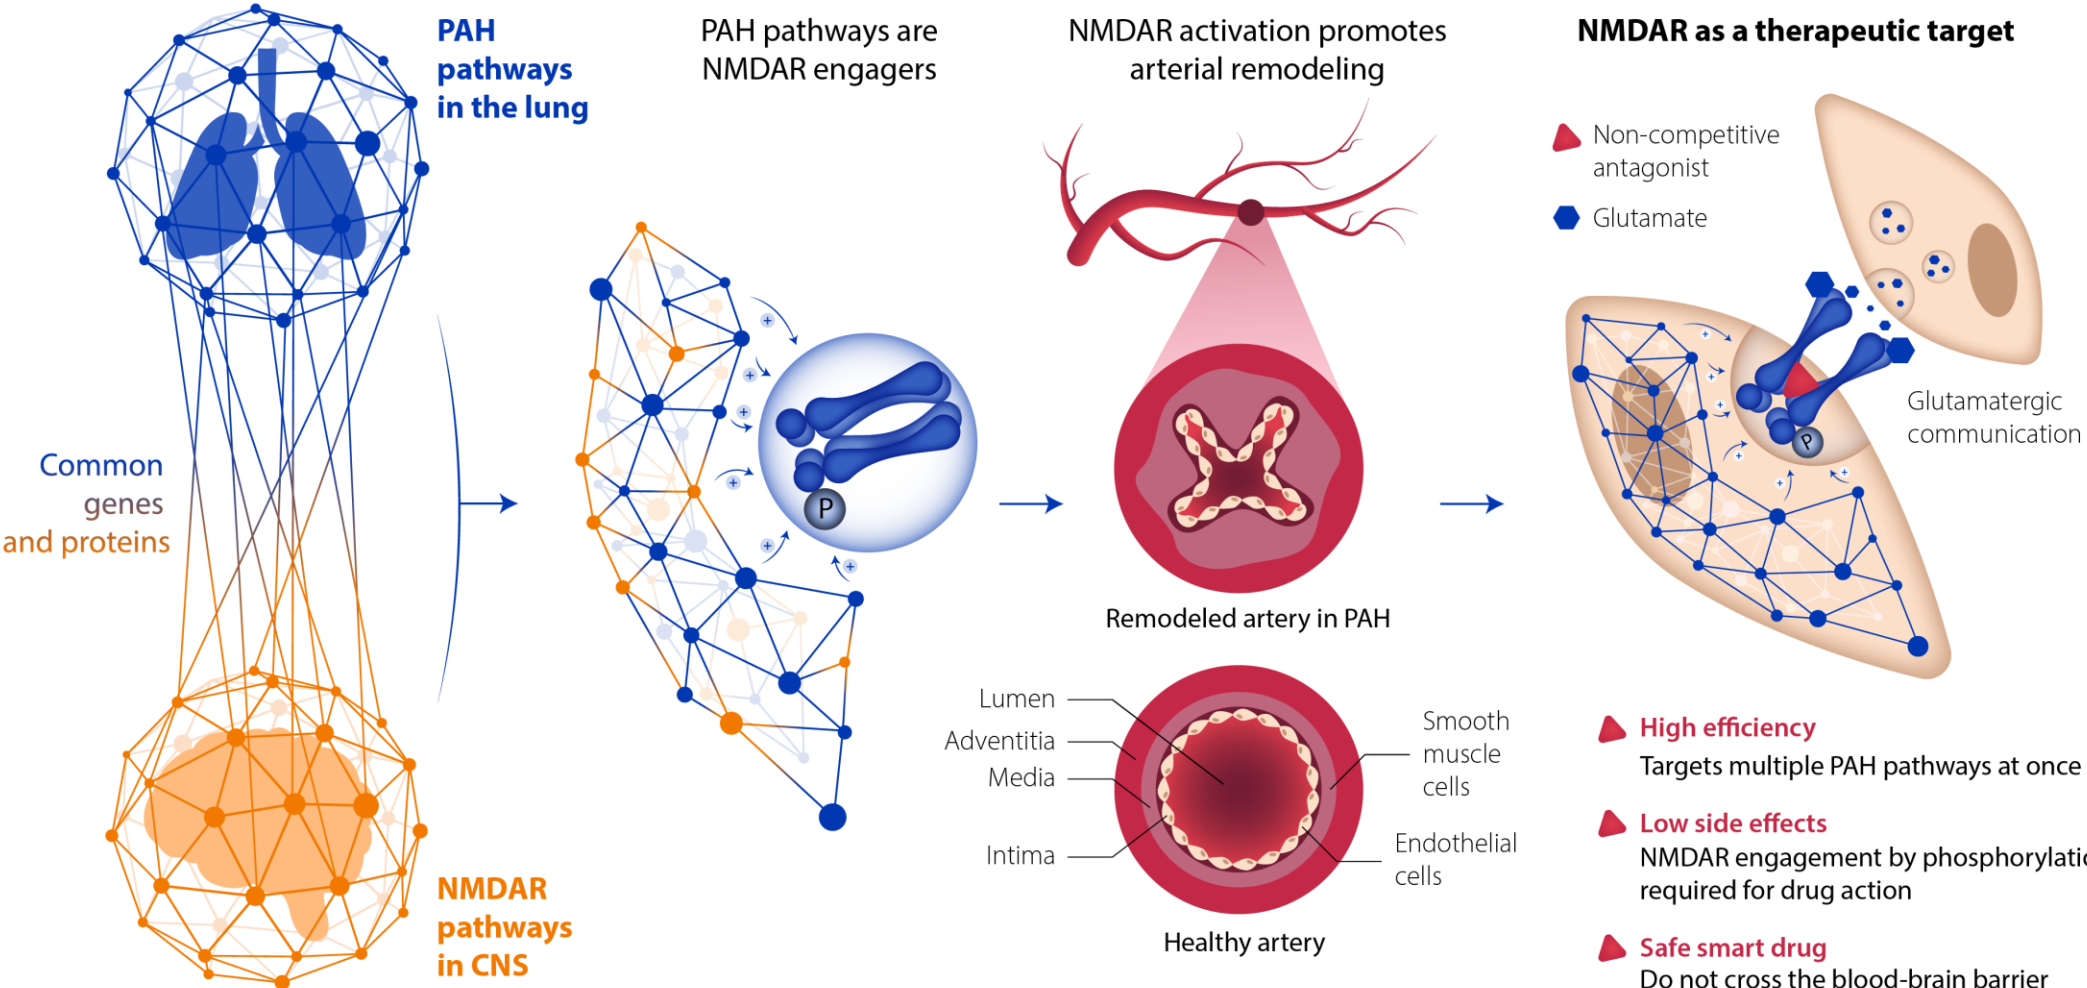 PAH
pathways
in the lung
Common
genes
and proteins
NMDAR
pathways
in CNS
PAH pathways are
NMDAR engagers
+
+
+
+
+
+
P
NMDAR activation promotes
arterial remodeling
Remodeled artery in PAH
Lumen
Adventitia
Media
Intima
Smooth
muscle
cells
Endothelial
cells
Healthy artery
NMDAR as a therapeutic target
Non-competitive
antagonist
Glutamate
+
+
+
+
+
+
P
Glutamatergic
communication
High efficiency
Targets multiple PAH pathways at once
Low side effects
NMDAR engagement by phosphorylatio
required for drug action
Safe smart drug
Do not cross the blood-brain barrier